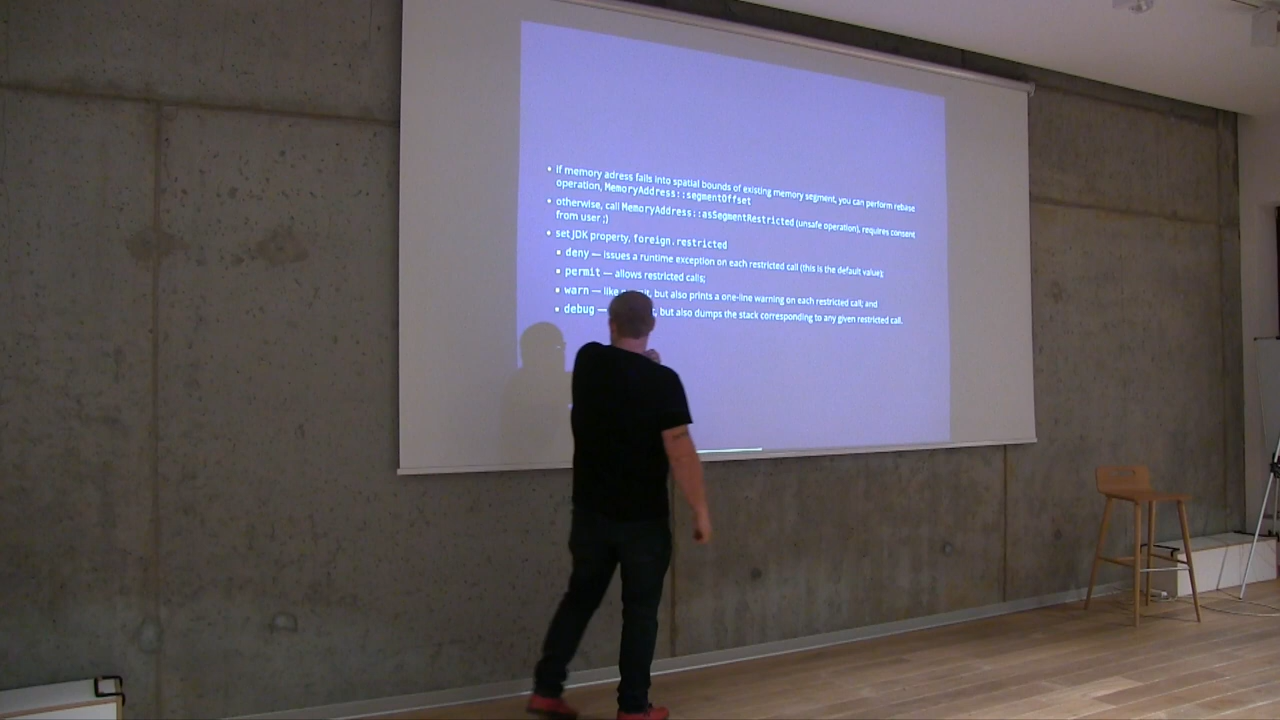 • if memory adress falls into spatial bounds of existing memory segment, you can perform rebase
operation, MemoryAddress::segmentOffset
• otherwise, call MemoryAddress::asSegmentRestricted (unsafe operation), requires consent
from user ;)
• set JDK property, foreign.restricted
• deny — issues a runtime exception on each restricted call (this is the default value);
• permit — allows restricted calls;
• warn — like but also prints a one-line warning on each restricted call; and
• debug — but also dumps the stack corresponding to any given restricted call.